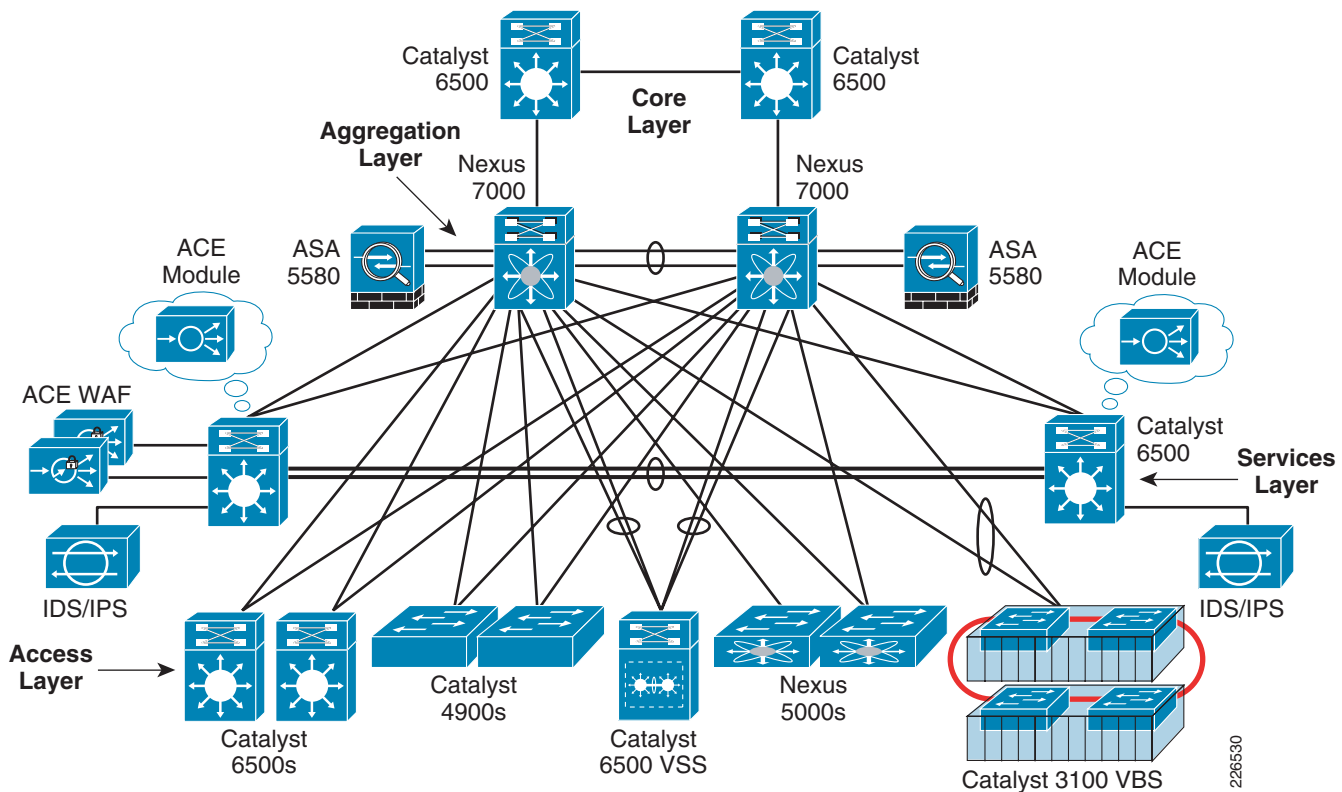 Catalyst
6500
Catalyst
6500
Core
Layer
Aggregation
Layer
Nexus
7000
Nexus
7000
ACE
Module
ASA
5580
ASA
5580
ACE
Module
ACE WAF
Catalyst
6500
Services
Layer
IDS/IPS
IDS/IPS
Access
Layer
Catalyst
6500s
Catalyst
4900s
Catalyst
6500 VSS
Nexus
5000s
Catalyst 3100 VBS
226530